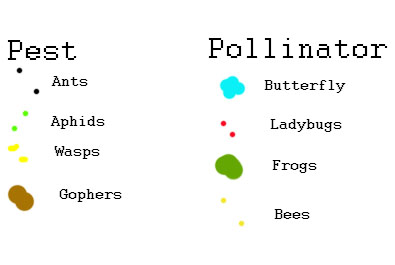 Pest
Ants
Aphids
Wasps
Gophers
Pollinator
Butterfly
Ladybugs
Frogs
Bees